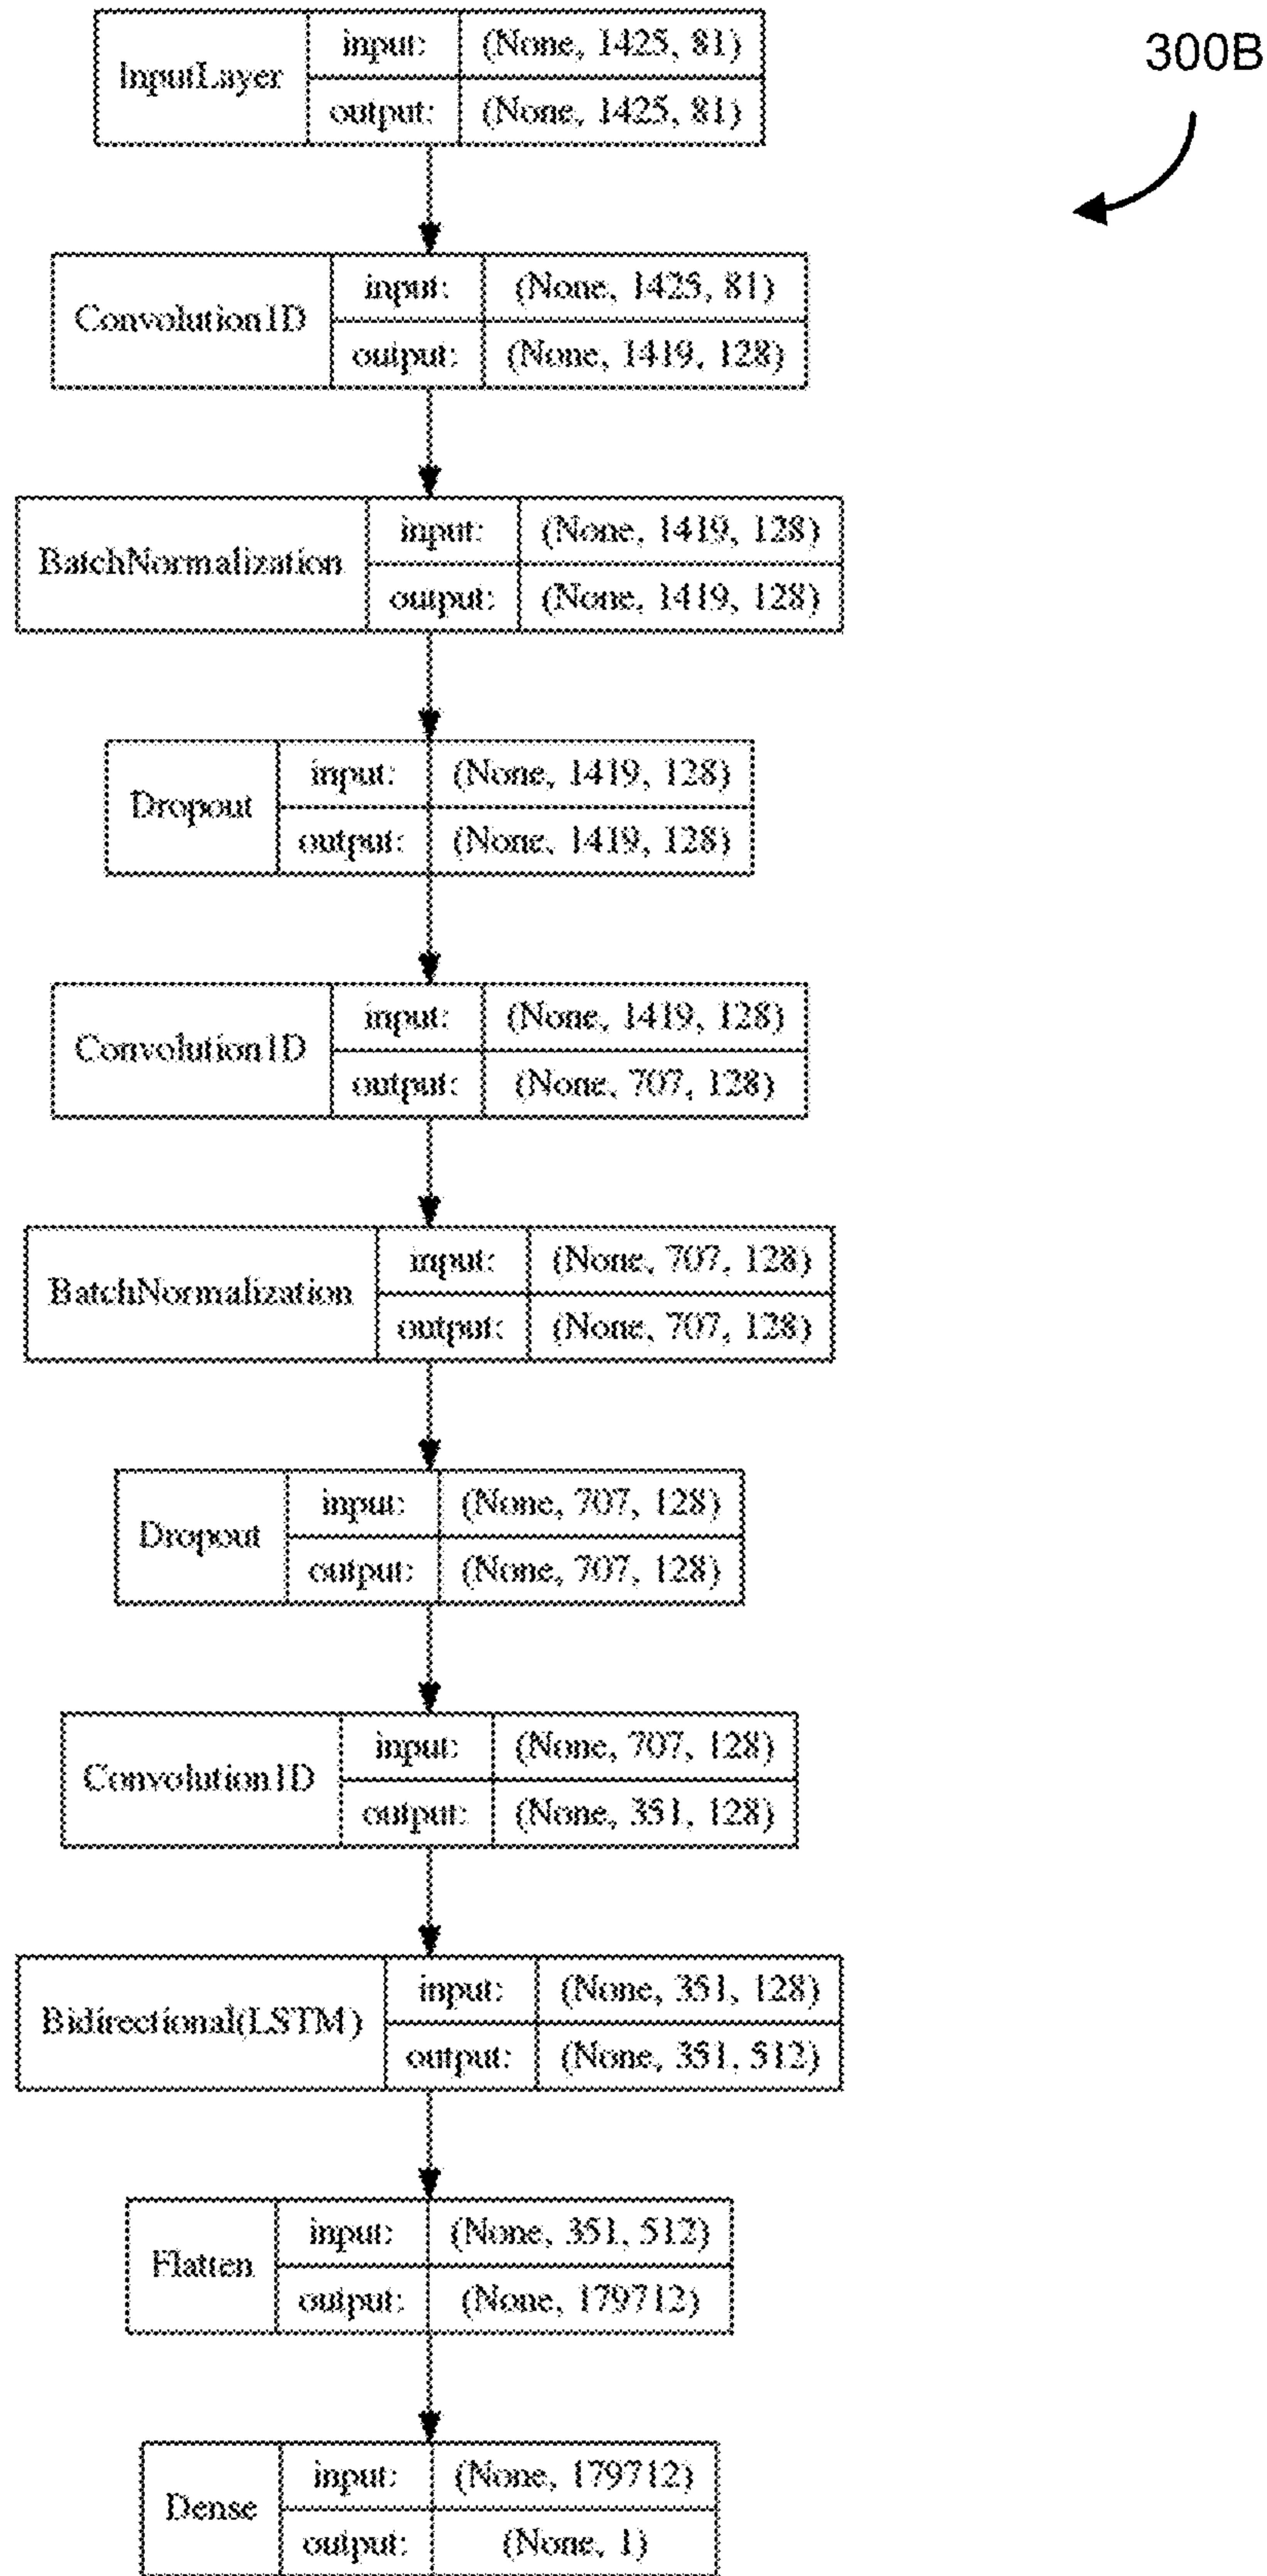 300B
InputLayer
input: (None, 1425, 81)
output: (None, 1425, 81)
Convolution1D
input: (None, 1425, 81)
output: (None, 1419, 128)
BatchNormalization
input: (None, 1419, 128)
output: (None, 1419, 128)
Dropout
input: (None, 1419, 128)
output: (None, 1419, 128)
Convolution1D
input: (None, 1419, 128)
output: (None, 707, 128)
BatchNormalization
input: (None, 707, 128)
output: (None, 707, 128)
Dropout
input: (None, 707, 128)
output: (None, 707, 128)
Convolution1D
input: (None, 707, 128)
output: (None, 351, 128)
Bidirectional(LSTM)
input: (None, 351, 128)
output: (None, 351, 512)
Flatten
input: (None, 351, 512)
output: (None, 179712)
Dense
input: (None, 179712)
output: (None, 1)